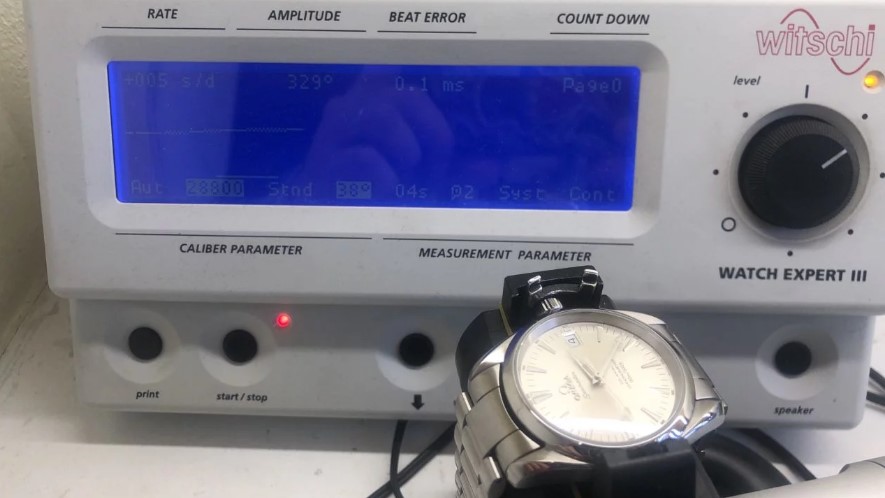 RATE AMPLITUDE BEAT ERROR COUNT DOWN
witschi
+005 s/d 329° 0.1 ms Page0
level
Aut 28800 Stnd 38° 04s 02 Syst Cont
CALIBER PARAMETER MEASUREMENT PARAMETER
WATCH EXPERT III
print start / stop speaker